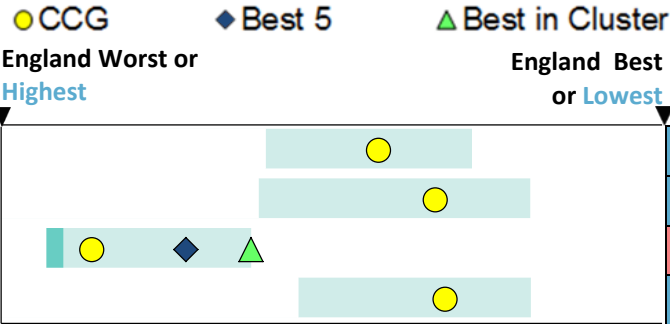 CCG Best 5 Best in Cluster
England Worst or
Highest
England Best
or Lowest